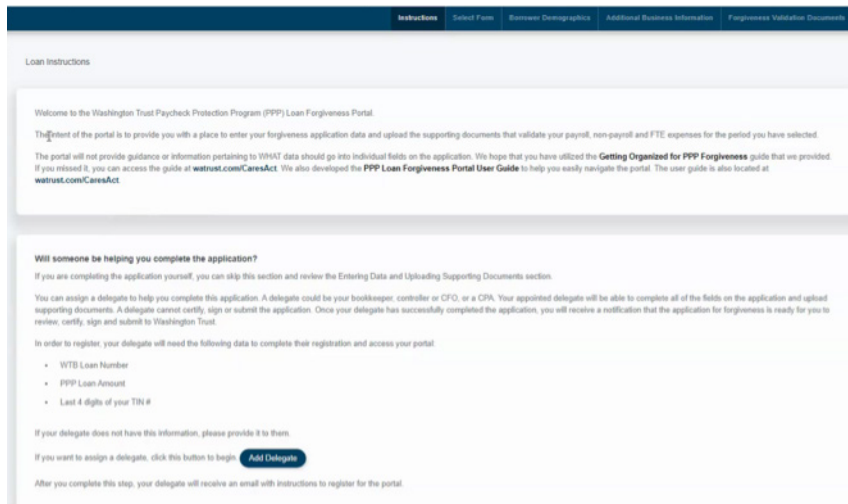 Instructions
Select Form
Borrower Demographics
Additional Business Information
Forgiveness Validation Documents
Loan Instructions
Welcome to the Washington Trust Paycheck Protection Program (PPP) Loan Forgiveness Portal.
The intent of the portal is to provide you with a place to enter your forgiveness application data and upload the supporting documents that validate your payroll, non-payroll and FTE expenses for the period you have selected.
The portal will not provide guidance or information pertaining to WHAT data should go into individual fields on the application. We hope that you have utilized the Getting Organized for PPP Forgiveness guide that we provided.
If you missed it, you can access the guide at watrust.com/CaresAct. We also developed the PPP Loan Forgiveness Portal User Guide to help you easily navigate the portal. The user guide is also located at
watrust.com/CaresAct
Will someone be helping you complete the application?
If you are completing the application yourself, you can skip this section and review the Entering Data and Uploading Supporting Documents section.
You can assign a delegate to help you complete this application. A delegate could be your bookkeeper, controller or CFO, or a CPA. Your appointed delegate will be able to complete all of the fields on the application and upload
supporting documents. A delegate cannot certify, sign or submit the application. Once your delegate has successfully completed the application, you will receive a notification that the application for forgiveness is ready for you to
review, certify, sign and submit to Washington Trust.
In order to register, your delegate will need the following data to complete their registration and access your portal:
• WTB Loan Number
• PPP Loan Amount
• Last 4 digits of your TIN #
If your delegate does not have this information, please provide it to them.
If you want to assign a delegate, click this button to begin. Add Delegate
After you complete this step, your delegate will receive an email with instructions to register for the portal.